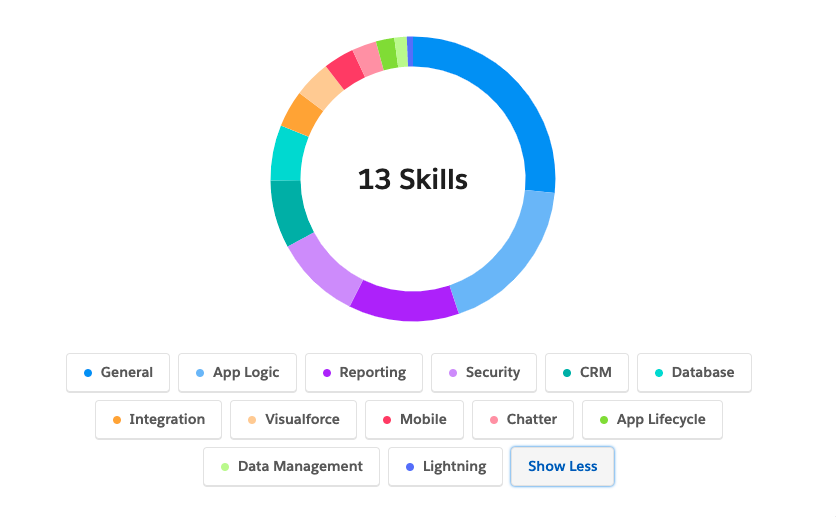 13 Skills
General App Logic Reporting Security CRM Database
Integration Visualforce Mobile Chatter App Lifecycle
Data Management Lightning Show Less